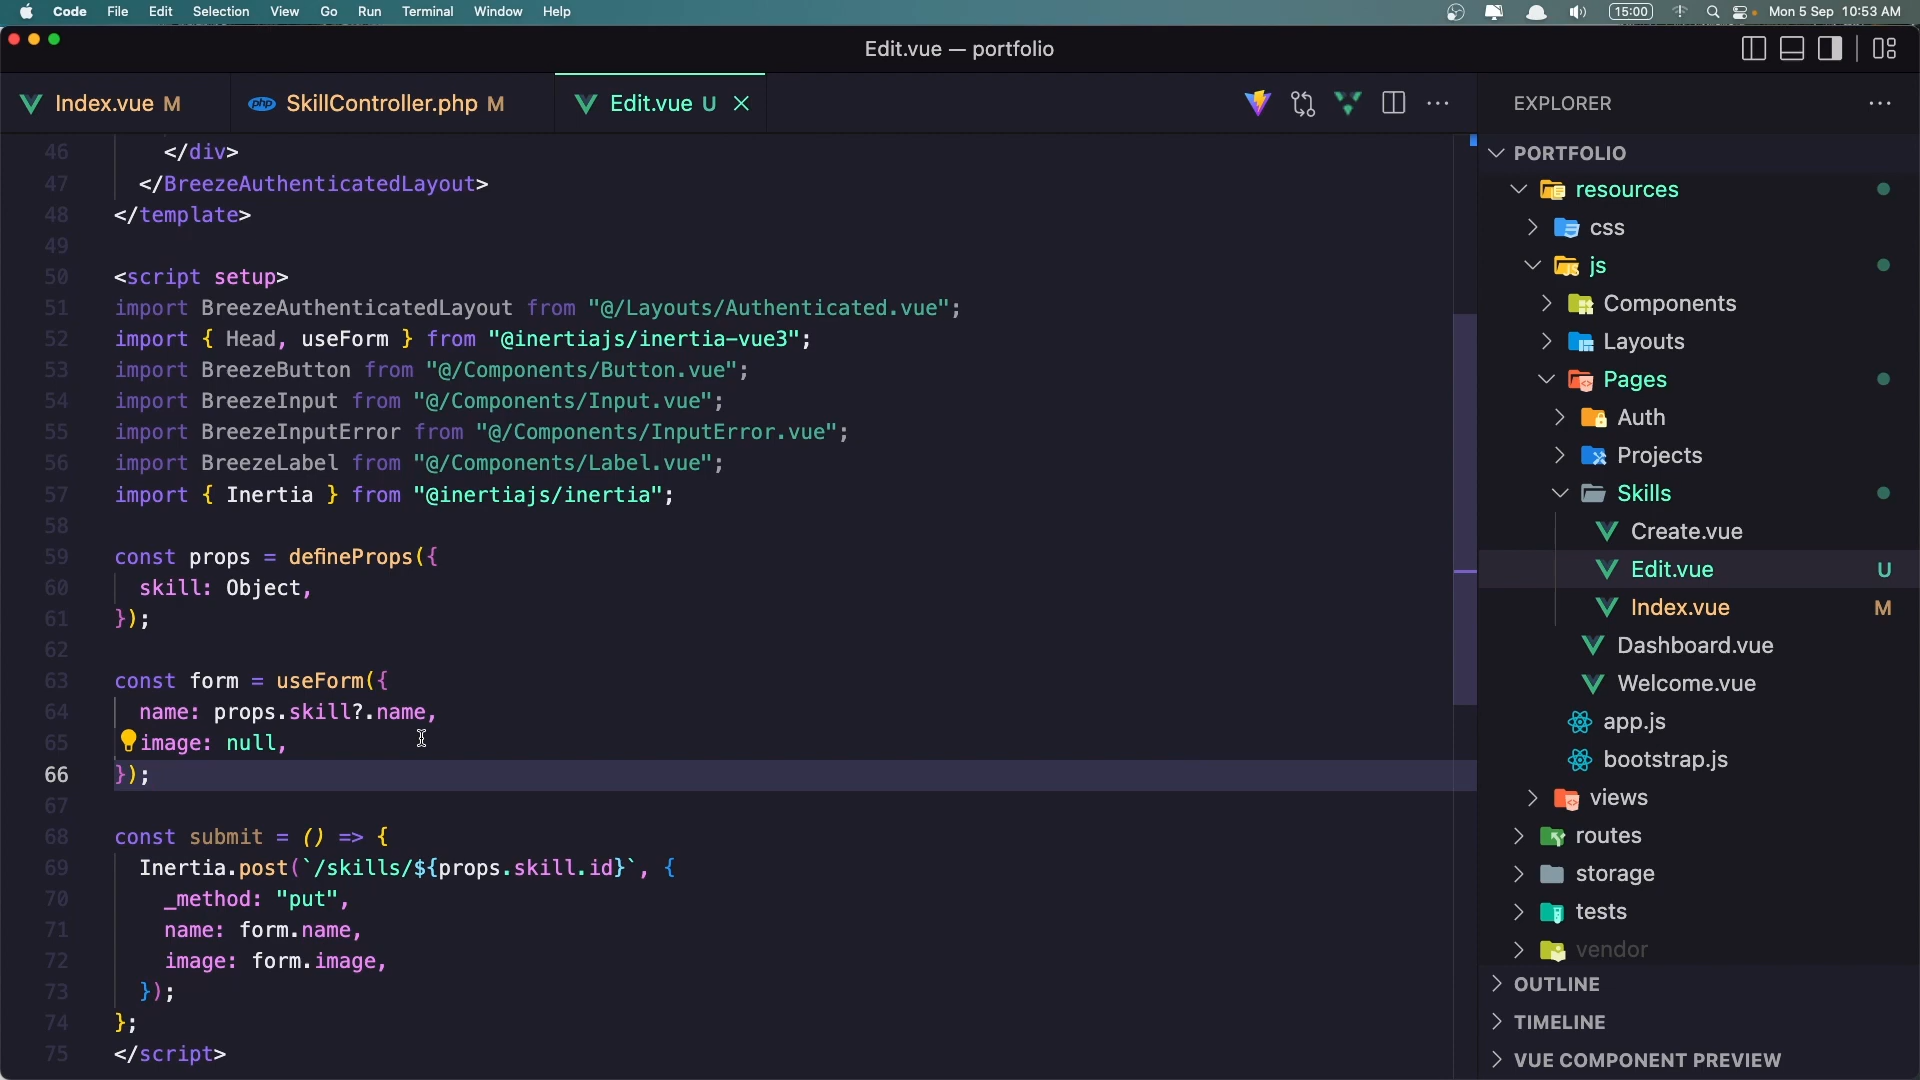 Code File Edit Selection View Go Run Terminal Window Help 15:00 Mon 5 Sep 10:53 AM
Edit.vue — portfolio
Index.vue M
php SkillController.php M
Edit.vue U
EXPLORER
46 </div>
47 </BreezeAuthenticatedLayout>
48 </template>
49
50 <script setup>
51 import BreezeAuthenticatedLayout from "@/Layouts/Authenticated.vue";
52 import { Head, useForm } from "@inertiajs/inertia-vue3";
53 import BreezeButton from "@/Components/Button.vue";
54 import BreezeInput from "@/Components/Input.vue";
55 import BreezeInputError from "@/Components/InputError.vue";
56 import BreezeLabel from "@/Components/Label.vue";
57 import { Inertia } from "@inertiajs/inertia";
58
59 const props = defineProps({
60 skill: Object,
61 });
62
63 const form = useForm({
64 name: props.skill?.name,
65 image: null,
66 });
67
68 const submit = () => {
69 Inertia.post(`/skills/${props.skill.id}`, {
70 _method: "put",
71 name: form.name,
72 image: form.image,
73 });
74 };
75 </script>
PORTFOLIO
resources
css
js
Components
Layouts
Pages
Auth
Projects
Skills
Create.vue
Edit.vue U
Index.vue M
Dashboard.vue
Welcome.vue
app.js
bootstrap.js
views
routes
storage
tests
vendor
OUTLINE
TIMELINE
VUE COMPONENT PREVIEW